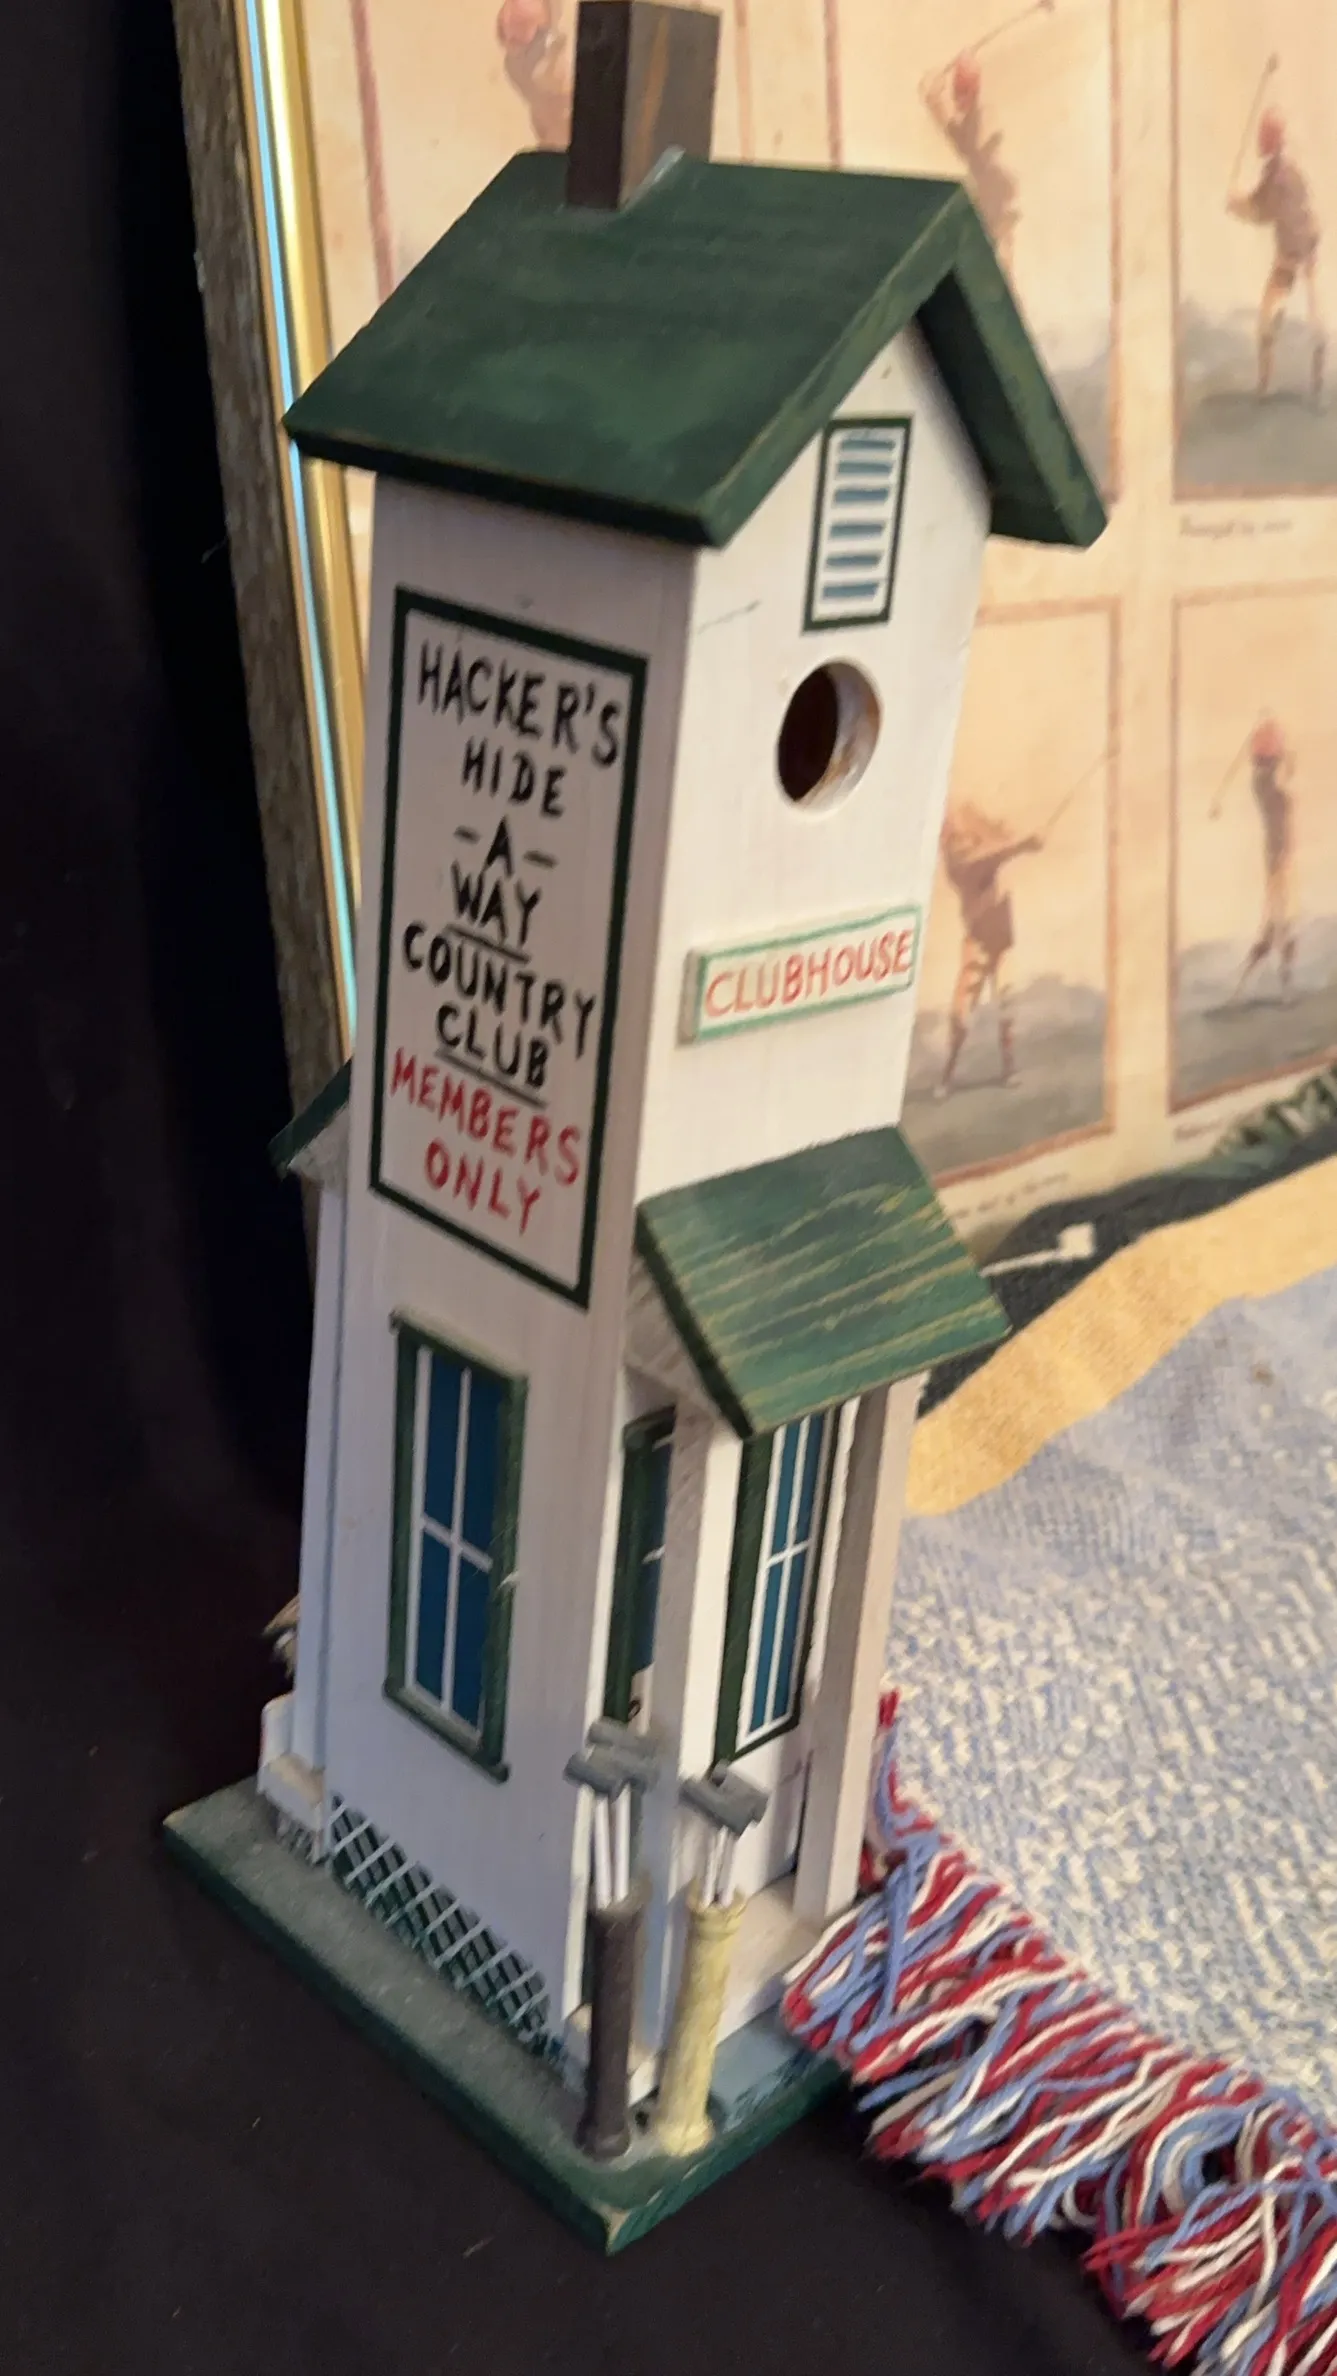 HACKER'S
HIDE
-A-
WAY
COUNTRY
CLUB
MEMBERS
ONLY
CLUBHOUSE